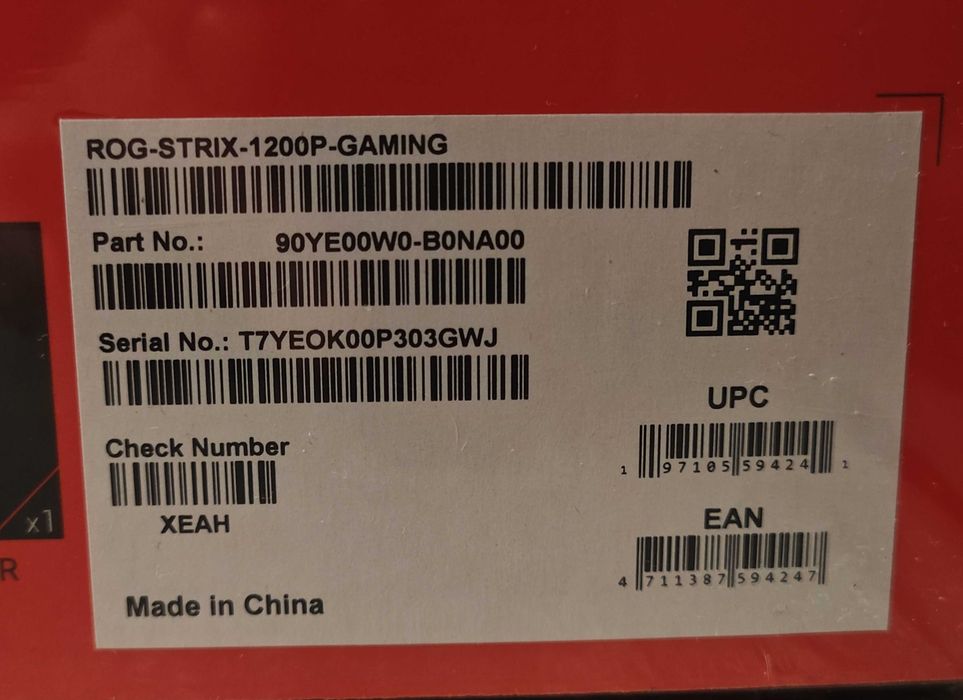 ROG-STRIX-1200P-GAMING
Part No.: 90YE00W0-B0NA00
Serial No.: T7YEOK00P303GWJ
Check Number
XEAH
Made in China
UPC
1 97105 59424 1
EAN
4 711387 594247
x1
R